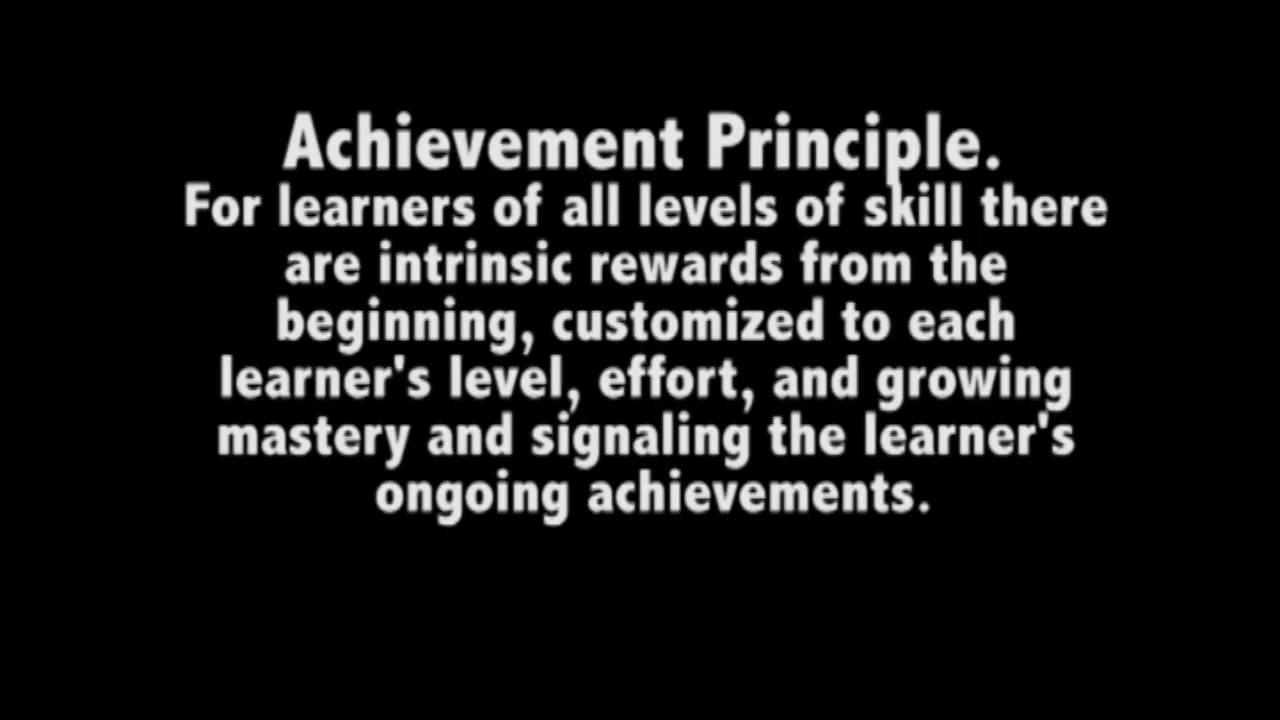 Achievement Principle.
For learners of all levels of skill there
are intrinsic rewards from the
beginning, customized to each
learner's level, effort, and growing
mastery and signaling the learner's
ongoing achievements.